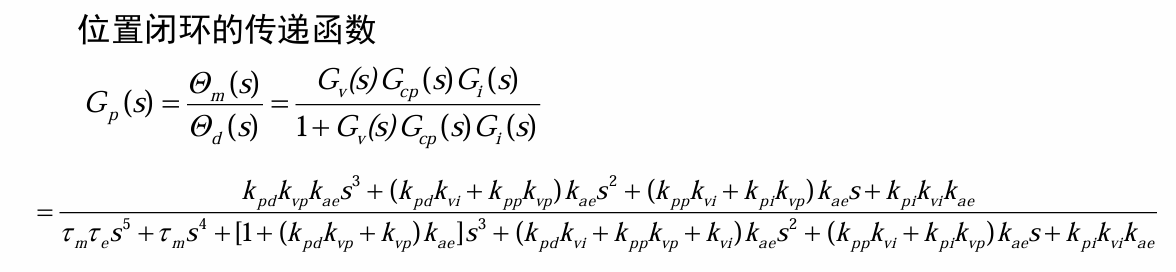 位置闭环的传递函数
G_p(s) = Θ_m(s) / Θ_d(s) = G_v(s)G_cp(s)G_i(s) / 1+G_v(s)G_cp(s)G_i(s)
= k_pd k_vp k_ae s^3 + (k_pd k_vi + k_pp k_vp) k_ae s^2 + (k_pp k_vi + k_pi k_vp) k_ae s + k_pi k_vi k_ae / τ_m τ_e s^5 + τ_m s^4 + [1 + (k_pd k_vp + k_vp) k_ae] s^3 + (k_pd k_vi + k_pp k_vp + k_vi) k_ae s^2 + (k_pp k_vi + k_pi k_vp) k_ae s + k_pi k_vi k_ae